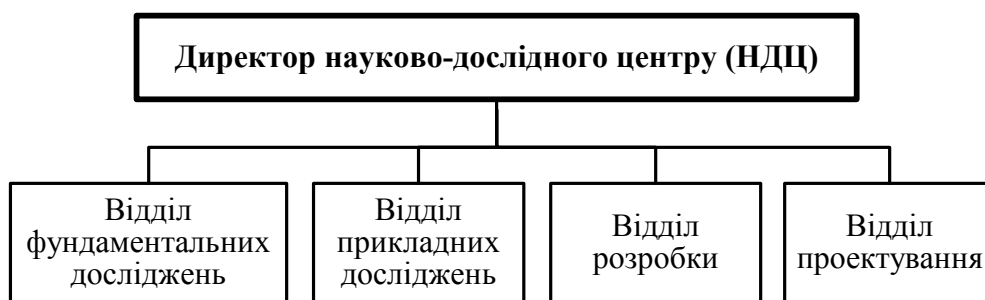 Директор науково-дослідного центру (НДЦ)
Відділ
фундаментальних
досліджень
Відділ
прикладних
досліджень
Відділ
розробки
Відділ
проектування